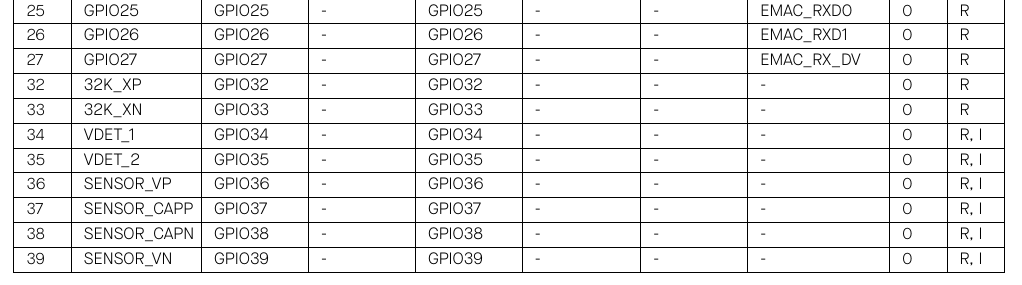 25 GPIO25 GPIO25 - GPIO25 - - EMAC_RXD0 0 R
26 GPIO26 GPIO26 - GPIO26 - - EMAC_RXD1 0 R
27 GPIO27 GPIO27 - GPIO27 - - EMAC_RX_DV 0 R
32 32K_XP GPIO32 - GPIO32 - - - 0 R
33 32K_XN GPIO33 - GPIO33 - - - 0 R
34 VDET_1 GPIO34 - GPIO34 - - - 0 R, I
35 VDET_2 GPIO35 - GPIO35 - - - 0 R, I
36 SENSOR_VP GPIO36 - GPIO36 - - - 0 R, I
37 SENSOR_CAPP GPIO37 - GPIO37 - - - 0 R, I
38 SENSOR_CAPN GPIO38 - GPIO38 - - - 0 R, I
39 SENSOR_VN GPIO39 - GPIO39 - - - 0 R, I